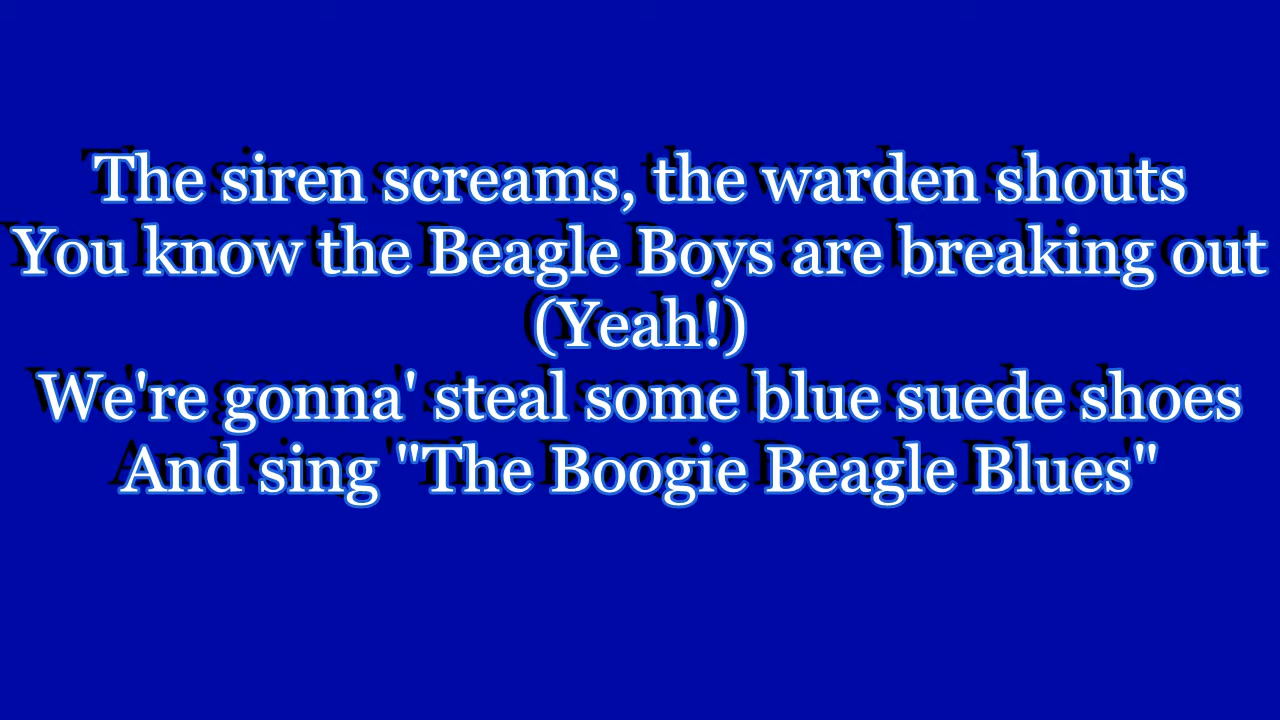 The siren screams, the warden shouts
You know the Beagle Boys are breaking out
(Yeah!)
We're gonna' steal some blue suede shoes
And sing "The Boogie Beagle Blues"